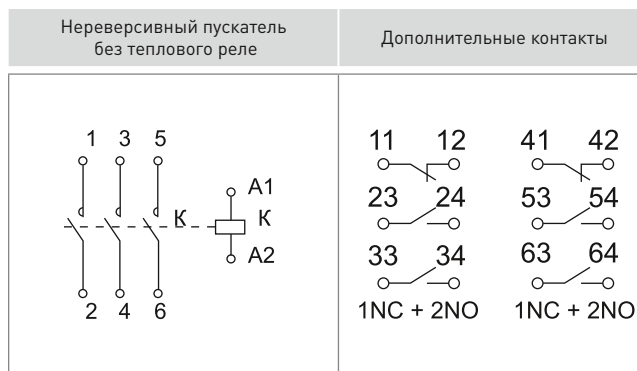 Нереверсивный пускатель
без теплового реле
Дополнительные контакты
1 3 5
К
2 4 6
A1
К
A2
11 12
23 24
33 34
1NC + 2NO
41 42
53 54
63 64
1NC + 2NO